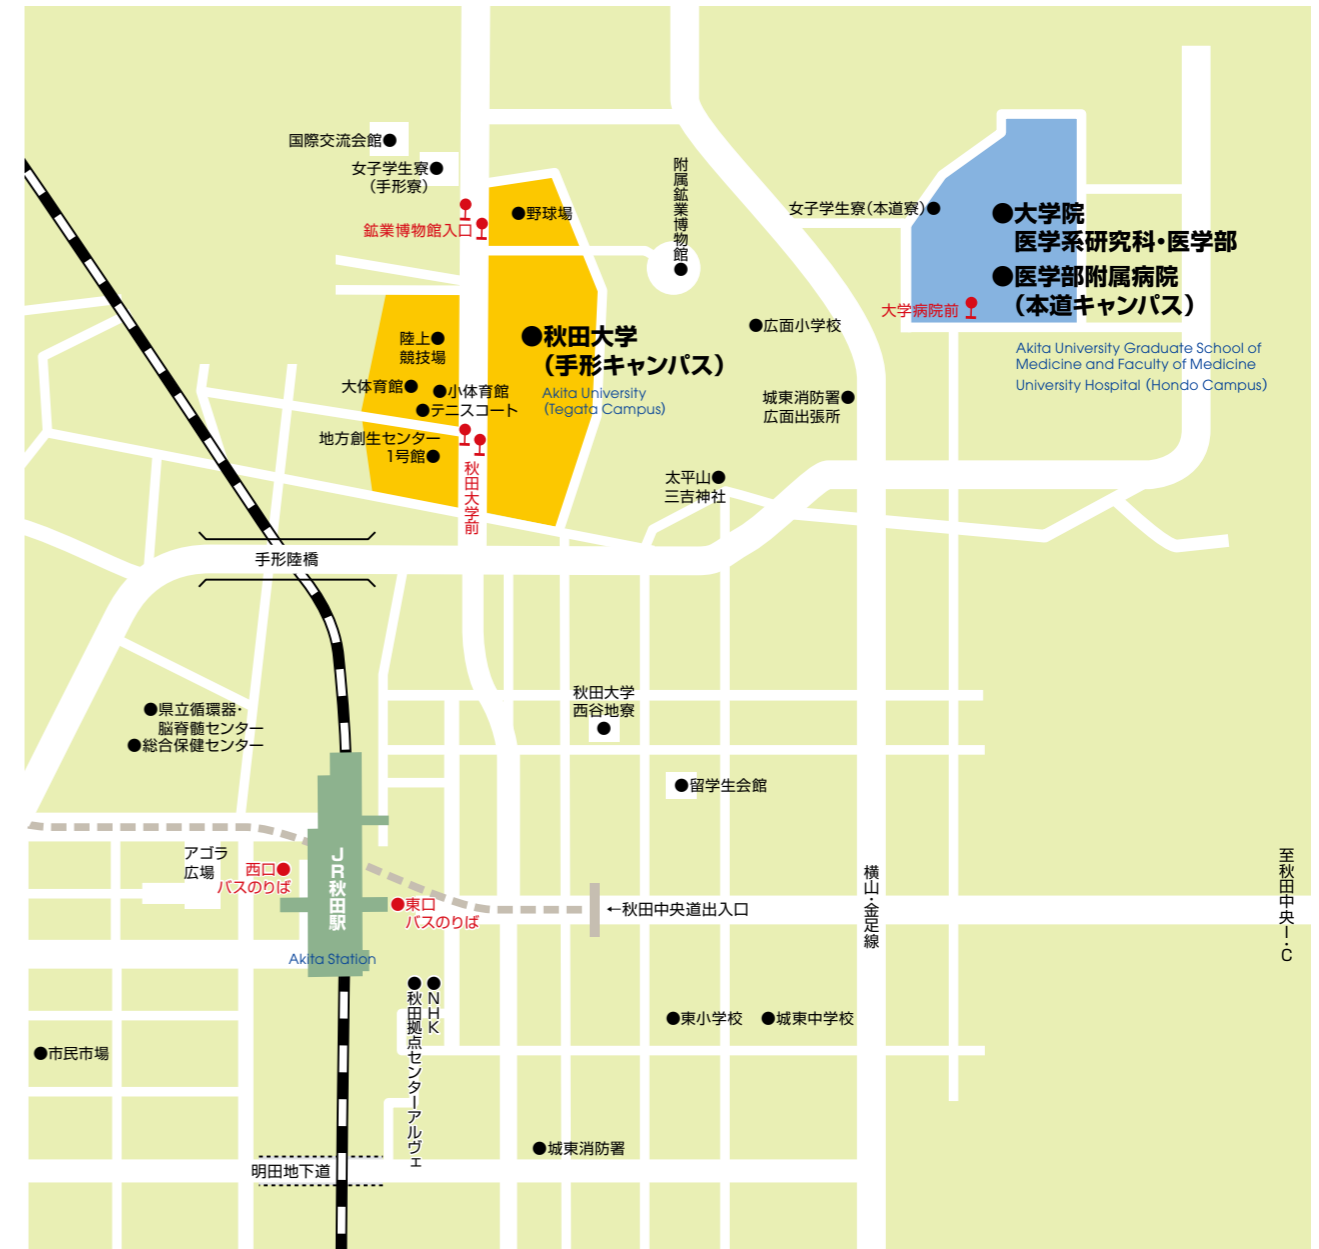 国際交流会館
女子学生寮
（手形寮）
鉱業博物館入口
野球場
附属鉱業博物館
女子学生寮（本道寮）
大学院
医学系研究科・医学部
医学部附属病院
（本道キャンパス）
大学病院前
Akita University Graduate School of
Medicine and Faculty of Medicine
University Hospital (Hondo Campus)
広面小学校
城東消防署
広面出張所
陸上
競技場
秋田大学
（手形キャンパス）
Akita University
(Tegata Campus)
大体育館
小体育館
テニスコート
地方創生センター
1号館
秋田大学前
太平山
三吉神社
手形陸橋
県立循環器・
脳脊髄センター
総合保健センター
秋田大学
西谷地寮
留学生会館
アゴラ
広場
西口
バスのりば
JR秋田駅
Akita Station
東口
バスのりば
←秋田中央道出入口
横山・金足線
至秋田中央I・C
NHK
秋田拠点センターアルヴェ
東小学校
城東中学校
市民市場
城東消防署
明田地下道